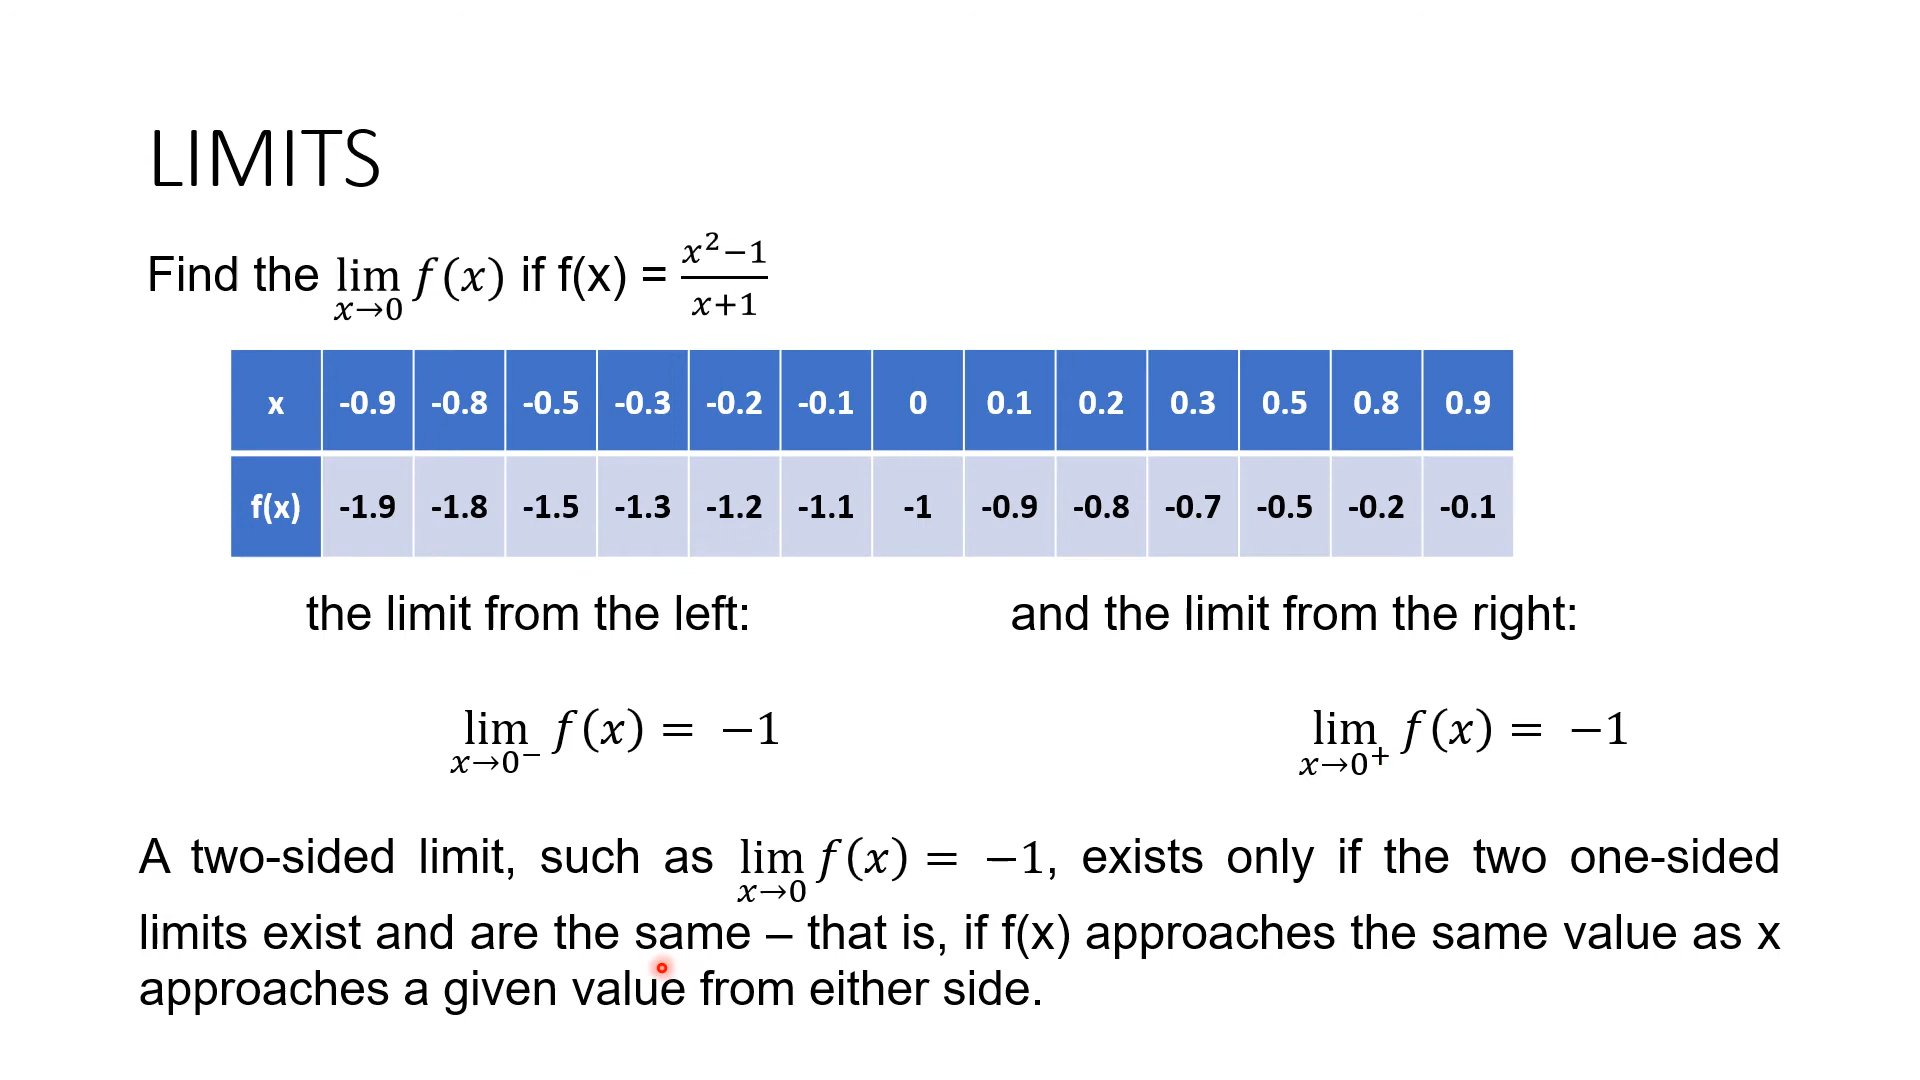 LIMITS
Find the lim x→0 f(x) if f(x) = x²−1 / x+1
x -0.9 -0.8 -0.5 -0.3 -0.2 -0.1 0 0.1 0.2 0.3 0.5 0.8 0.9
f(x) -1.9 -1.8 -1.5 -1.3 -1.2 -1.1 -1 -0.9 -0.8 -0.7 -0.5 -0.2 -0.1
the limit from the left: and the limit from the right:
lim x→0⁻ f(x) = −1 lim x→0⁺ f(x) = −1
A two-sided limit, such as lim x→0 f(x) = −1, exists only if the two one-sided
limits exist and are the same – that is, if f(x) approaches the same value as x
approaches a given value from either side.